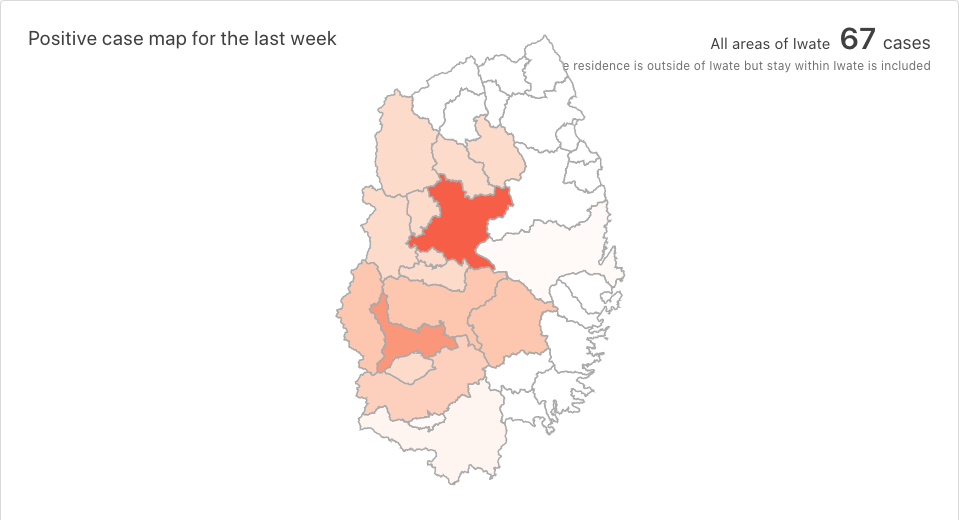 Positive case map for the last week
All areas of Iwate 67 cases
residence is outside of Iwate but stay within Iwate is included